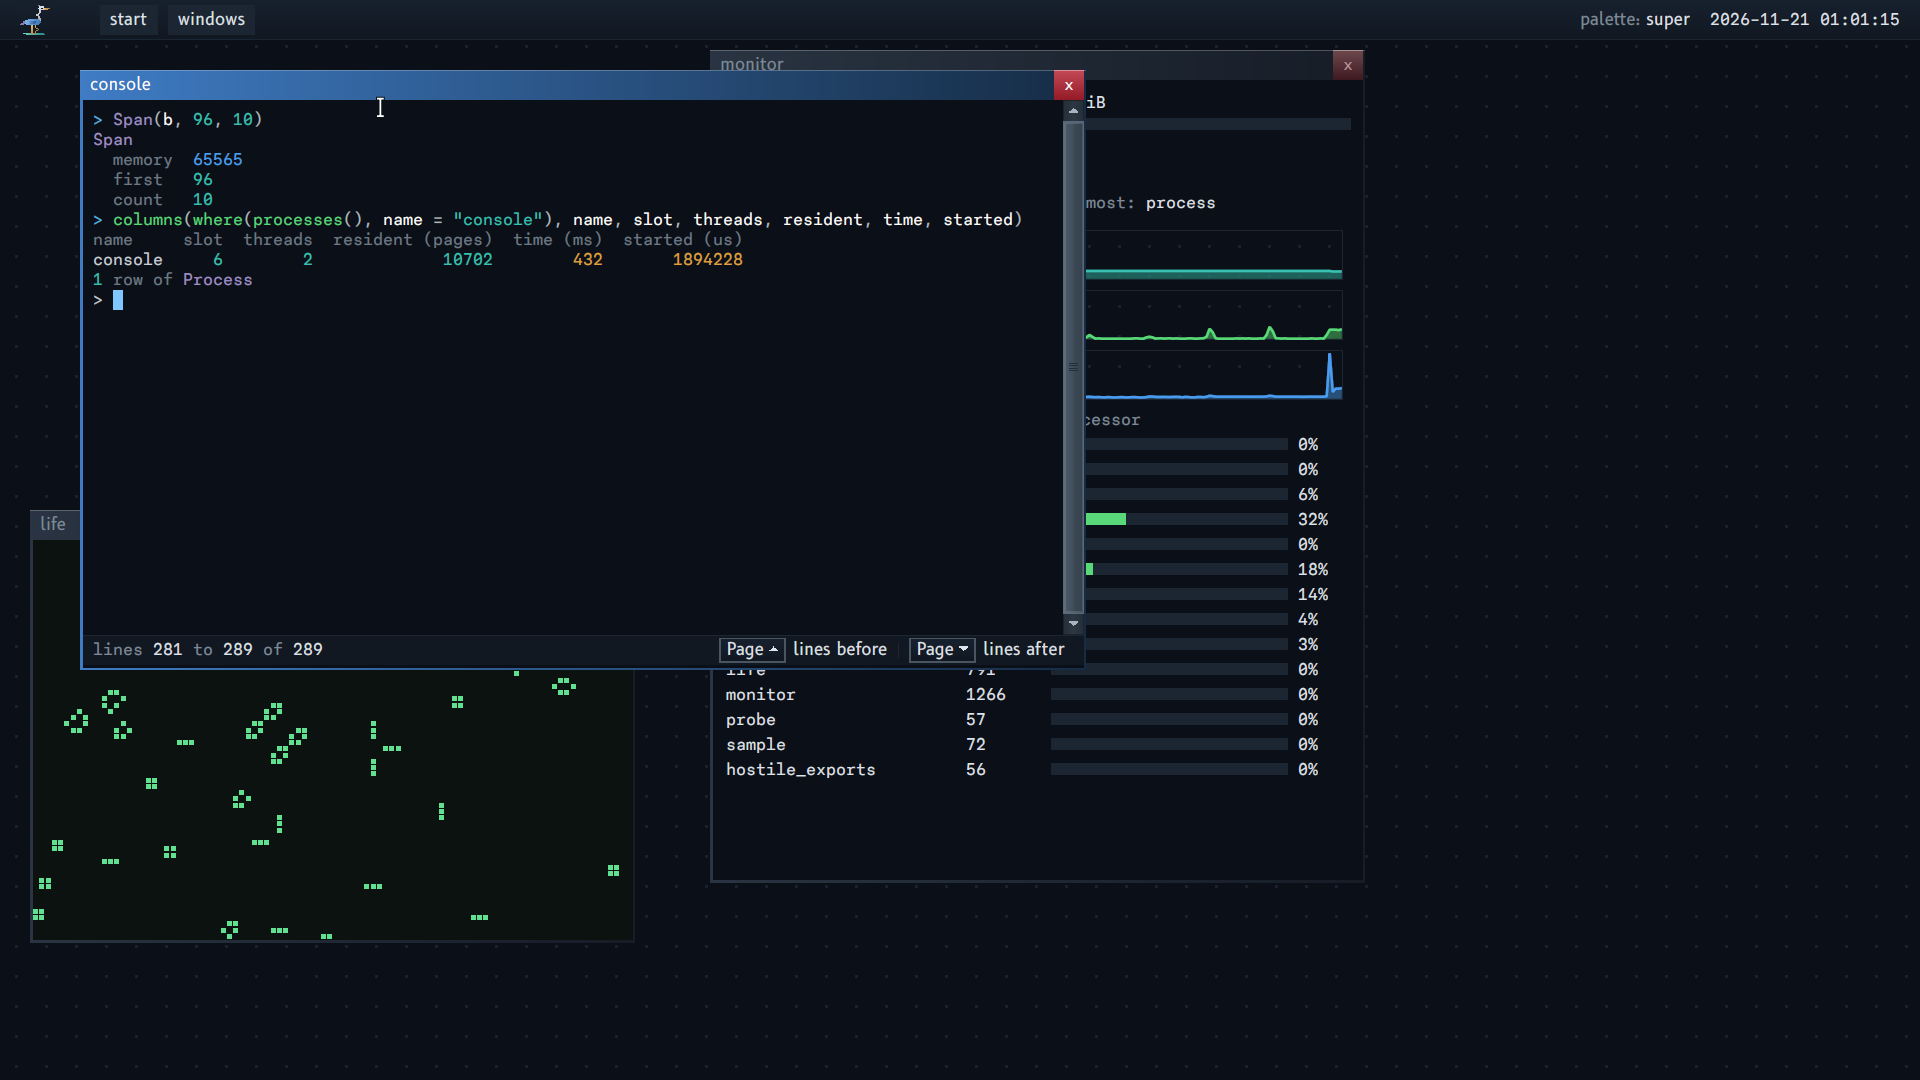 start windows palette: super 2026-11-21 01:01:15
monitor x
console x
iB
> Span(b, 96, 10)
Span
memory 65565
first 96
count 10
> columns(where(processes(), name = "console"), name, slot, threads, resident, time, started)
name slot threads resident (pages) time (ms) started (us)
console 6 2 10702 432 1894228
1 row of Process
>
lines 281 to 289 of 289 Page lines before Page lines after
most: process
cessor
0%
0%
6%
32%
0%
18%
14%
4%
3%
life 791 0%
monitor 1266 0%
probe 57 0%
sample 72 0%
hostile_exports 56 0%
life